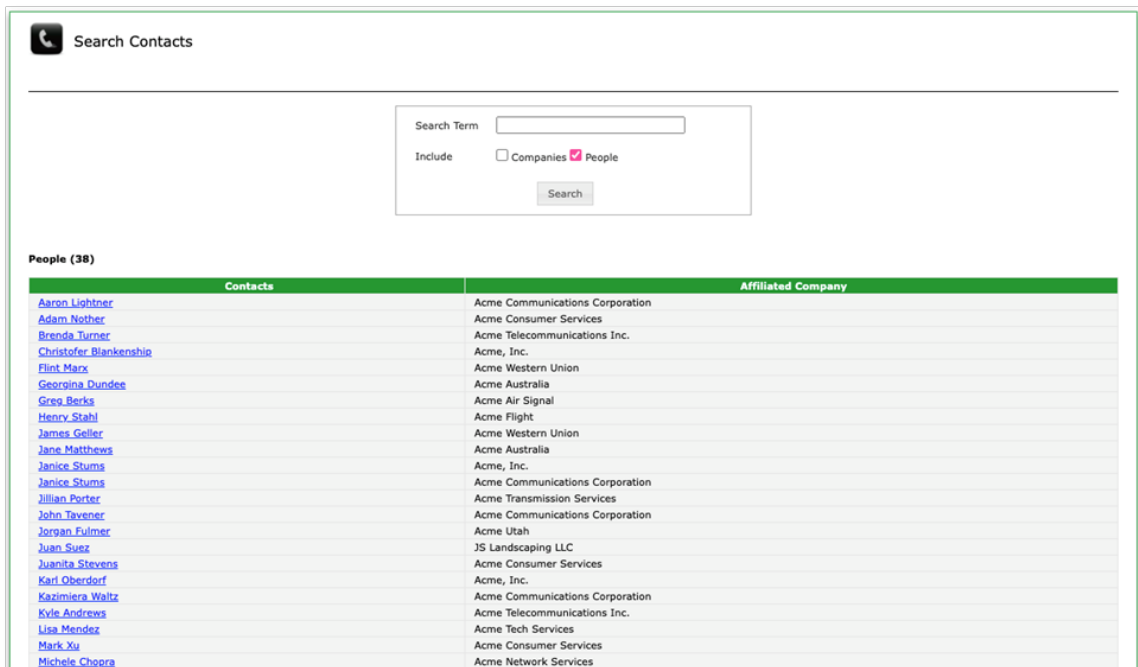 Search Contacts
Search Term
Include Companies People
Search
People (38)
Contacts Affiliated Company
Aaron Lightner Acme Communications Corporation
Adam Nother Acme Consumer Services
Brenda Turner Acme Telecommunications Inc.
Christofer Blankenship Acme, Inc.
Flint Marx Acme Western Union
Georgina Dundee Acme Australia
Greg Berks Acme Air Signal
Henry Stahl Acme Flight
James Geller Acme Western Union
Jane Matthews Acme Australia
Janice Stums Acme, Inc.
Janice Stums Acme Communications Corporation
Jillian Porter Acme Transmission Services
John Tavener Acme Communications Corporation
Jorgan Fulmer Acme Utah
Juan Suez JS Landscaping LLC
Juanita Stevens Acme Consumer Services
Karl Oberdorf Acme, Inc.
Kazimiera Waltz Acme Communications Corporation
Kyle Andrews Acme Telecommunications Inc.
Lisa Mendez Acme Tech Services
Mark Xu Acme Consumer Services
Michele Chopra Acme Network Services